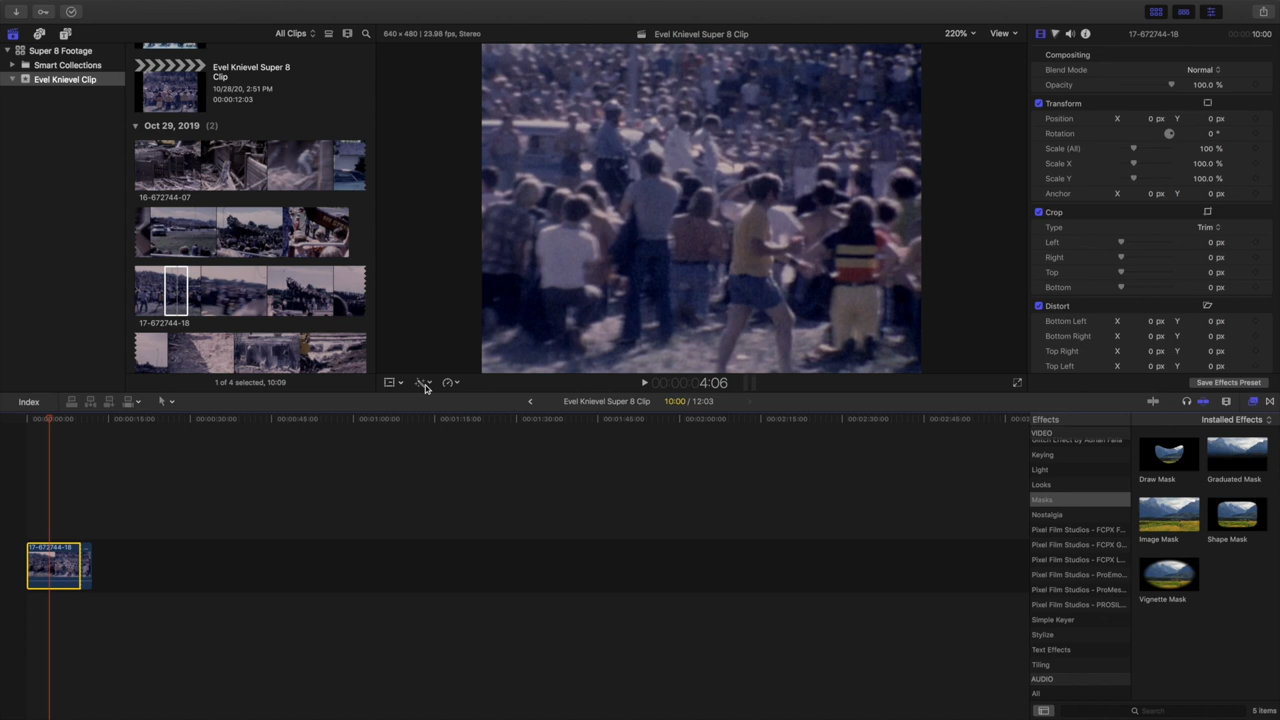 All Clips
640 × 480 | 23.98 fps, Stereo
Evel Knievel Super 8 Clip
220%
View
17-672744-18
10:00
Super 8 Footage
Smart Collections
Evel Knievel Clip
Evel Knievel Super 8
Clip
10/28/20, 2:51 PM
00:00:12:03
Oct 29, 2019 (2)
16-672744-07
17-672744-18
1 of 4 selected, 10:09
4:06
Compositing
Blend Mode
Normal
Opacity
100.0 %
Transform
Position X 0 px Y 0 px
Rotation 0 °
Scale (All) 100 %
Scale X 100.0 %
Scale Y 100.0 %
Anchor X 0 px Y 0 px
Crop
Type Trim
Left 0 px
Right 0 px
Top 0 px
Bottom 0 px
Distort
Bottom Left X 0 px Y 0 px
Bottom Right X 0 px Y 0 px
Top Right X 0 px Y 0 px
Top Left X 0 px Y 0 px
Save Effects Preset
Index
Evel Knievel Super 8 Clip
10:00 / 12:03
00:00:15:00
00:00:30:00
00:00:45:00
00:01:00:00
00:01:15:00
00:01:30:00
00:01:45:00
00:02:00:00
00:02:15:00
00:02:30:00
00:02:45:00
17-672744-18
Effects
Installed Effects
VIDEO
Keying
Light
Looks
Masks
Nostalgia
Pixel Film Studios - FCPX F...
Pixel Film Studios - FCPX G...
Pixel Film Studios - FCPX L...
Pixel Film Studios - ProEmo...
Pixel Film Studios - ProMes...
Pixel Film Studios - PROSIL...
Simple Keyer
Stylize
Text Effects
Tiling
AUDIO
All
Draw Mask
Graduated Mask
Image Mask
Shape Mask
Vignette Mask
Search
5 items